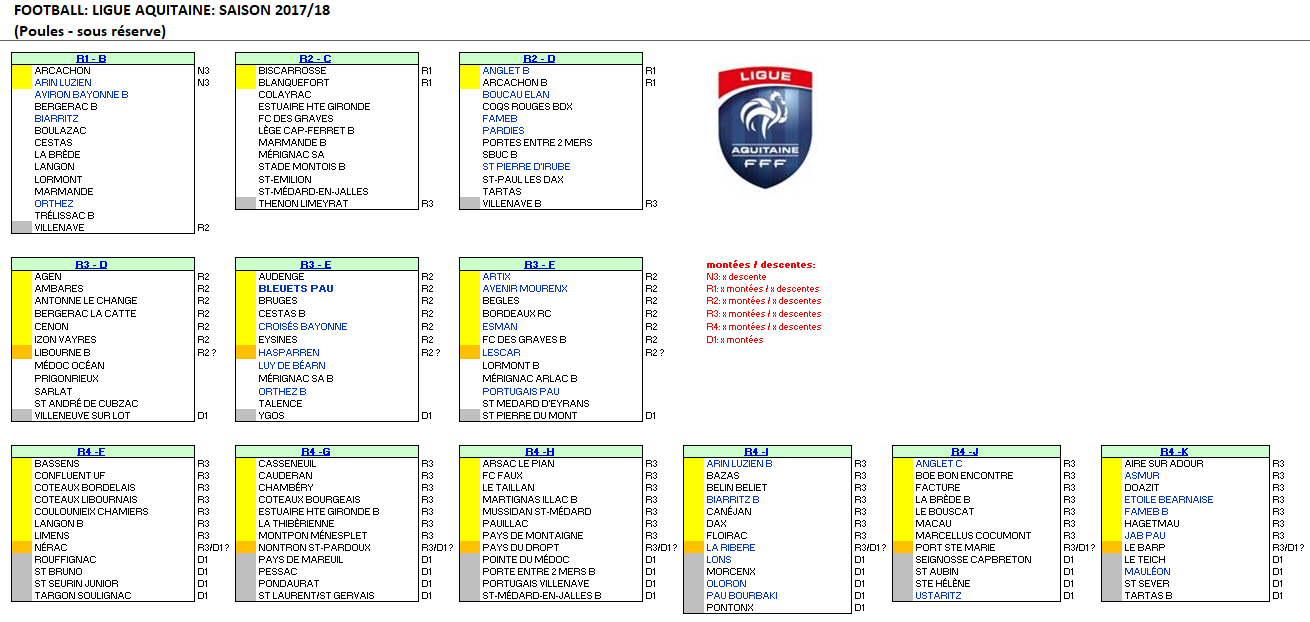 FOOTBALL: LIGUE AQUITAINE: SAISON 2017/18
(Poules - sous réserve)
R1 - B
ARCACHON N3
ARIN LUZIEN N3
AVIRON BAYONNE B
BERGERAC B
BIARRITZ
BOULAZAC
CESTAS
LA BRÈDE
LANGON
LORMONT
MARMANDE
ORTHEZ
TRÉLISSAC B
VILLENAVE R2
R2 - C
BISCARROSSE R1
BLANQUEFORT R1
COLAYRAC
ESTUAIRE HTE GIRONDE
FC DES GRAVES
LÈGE CAP-FERRET B
MARMANDE B
MÉRIGNAC SA
STADE MONTOIS B
ST-EMILION
ST-MÉDARD-EN-JALLES
THENON LIMEYRAT R3
R2 - D
ANGLET B R1
ARCACHON B R1
BOUCAU ELAN
COQS ROUGES BDX
FAMEB
PARDIES
PORTES ENTRE 2 MERS
SBUC B
ST PIERRE D'IRUBE
ST-PAUL LES DAX
TARTAS
VILLENAVE B R3
LIGUE
AQUITAINE
FFF
R3 - D
AGEN R2
AMBARES R2
ANTONNE LE CHANGE R2
BERGERAC LA CATTE R2
CENON R2
IZON VAYRES R2
LIBOURNE B R2 ?
MÉDOC OCÉAN
PRIGONRIEUX
SARLAT
ST ANDRÉ DE CUBZAC
VILLENEUVE SUR LOT D1
R3 - E
AUDENGE R2
BLEUETS PAU R2
BRUGES R2
CESTAS B R2
CROISÉS BAYONNE R2
EYSINES R2
HASPARREN R2 ?
LUY DE BÉARN
MÉRIGNAC SA B
ORTHEZ B
TALENCE
YGOS D1
R3 - F
ARTIX R2
AVENIR MOURENX R2
BEGLES R2
BORDEAUX RC R2
ESMAN R2
FC DES GRAVES B R2
LESCAR R2 ?
LORMONT B
MÉRIGNAC ARLAC B
PORTUGAIS PAU
ST MEDARD D'EYRANS
ST PIERRE DU MONT D1
montées / descentes:
N3: x descente
R1: x montées / x descentes
R2: x montées / x descentes
R3: x montées / x descentes
R4: x montées / x descentes
D1: x montées
R4 -F
BASSENS R3
CONFLUENT UF R3
COTEAUX BORDELAIS R3
COTEAUX LIBOURNAIS R3
COULOUNIEIX CHAMIERS R3
LANGON B R3
LIMENS R3
NÉRAC R3/D1?
ROUFFIGNAC D1
ST BRUNO D1
ST SEURIN JUNIOR D1
TARGON SOULIGNAC D1
R4 -G
CASSENEUIL R3
CAUDERAN R3
CHAMBÉRY R3
COTEAUX BOURGEAIS R3
ESTUAIRE HTE GIRONDE B R3
LA THIBÉRIENNE R3
MONTPON MÉNESPLET R3
NONTRON ST-PARDOUX R3/D1?
PAYS DE MAREUIL D1
PESSAC D1
PONDAURAT D1
ST LAURENT/ST GERVAIS D1
R4 -H
ARSAC LE PIAN R3
FC FAUX R3
LE TAILLAN R3
MARTIGNAS ILLAC B R3
MUSSIDAN ST-MÉDARD R3
PAUILLAC R3
PAYS DE MONTAIGNE R3
PAYS DU DROPT R3/D1?
POINTE DU MÉDOC D1
PORTE ENTRE 2 MERS B D1
PORTUGAIS VILLENAVE D1
ST-MÉDARD-EN-JALLES B D1
R4 -I
ARIN LUZIEN B R3
BAZAS R3
BELIN BELIET R3
BIARRITZ B R3
CANÉJAN R3
DAX R3
FLOIRAC R3
LA RIBERE R3/D1?
LONS D1
MORCENX D1
OLORON D1
PAU BOURBAKI D1
PONTONX D1
R4 -J
ANGLET C R3
BOE BON ENCONTRE R3
FACTURE R3
LA BRÈDE B R3
LE BOUSCAT R3
MACAU R3
MARCELLUS COCUMONT R3
PORT STE MARIE R3/D1?
SEIGNOSSE CAPBRETON D1
ST AUBIN D1
STE HÉLÈNE D1
USTARITZ D1
R4 -K
AIRE SUR ADOUR R3
ASMUR R3
DOAZIT R3
ETOILE BEARNAISE R3
FAMEB B R3
HAGETMAU R3
JAB PAU R3
LE BARP R3/D1?
LE TEICH D1
MAULÉON D1
ST SEVER D1
TARTAS B D1